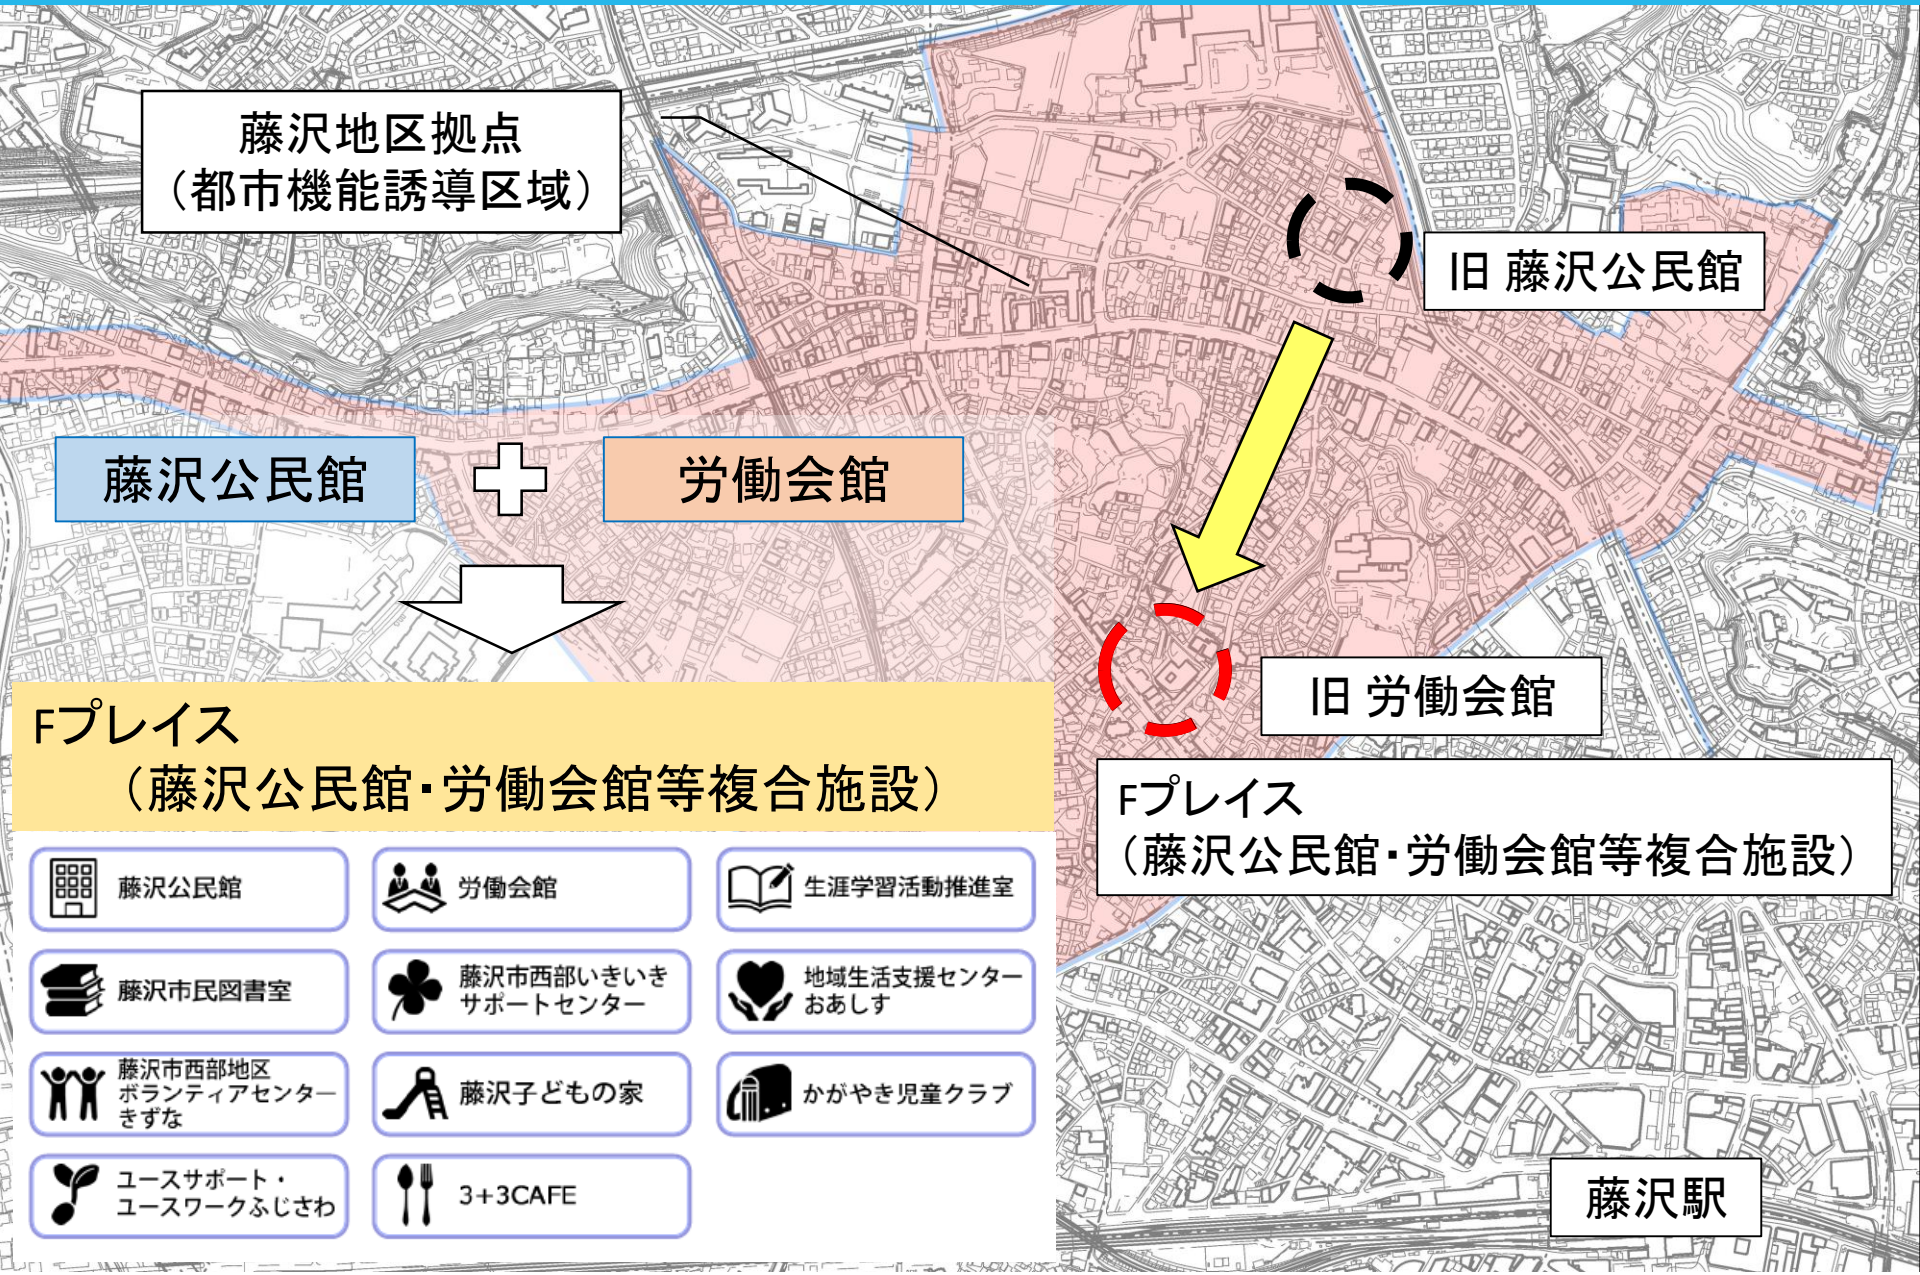 藤沢地区拠点
（都市機能誘導区域）
旧 藤沢公民館
藤沢公民館
労働会館
旧 労働会館
Fプレイス
（藤沢公民館・労働会館等複合施設）
Fプレイス
（藤沢公民館・労働会館等複合施設）
藤沢公民館
労働会館
生涯学習活動推進室
藤沢市民図書室
藤沢市西部いきいき
サポートセンター
地域生活支援センター
おあしす
藤沢市西部地区
ボランティアセンター
きずな
藤沢子どもの家
かがやき児童クラブ
ユースサポート・
ユースワークふじさわ
3+3CAFE
藤沢駅